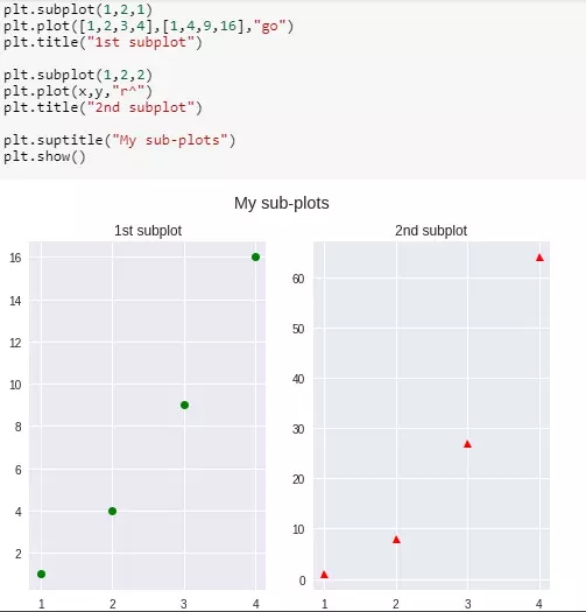 plt.subplot(1,2,1)
plt.plot([1,2,3,4],[1,4,9,16],"go")
plt.title("1st subplot")
plt.subplot(1,2,2)
plt.plot(x,y,"r^")
plt.title("2nd subplot")
plt.suptitle("My sub-plots")
plt.show()
My sub-plots
1st subplot
16
14
12
10
8
6
4
2
1 2 3 4
2nd subplot
60
50
40
30
20
10
0
1 2 3 4